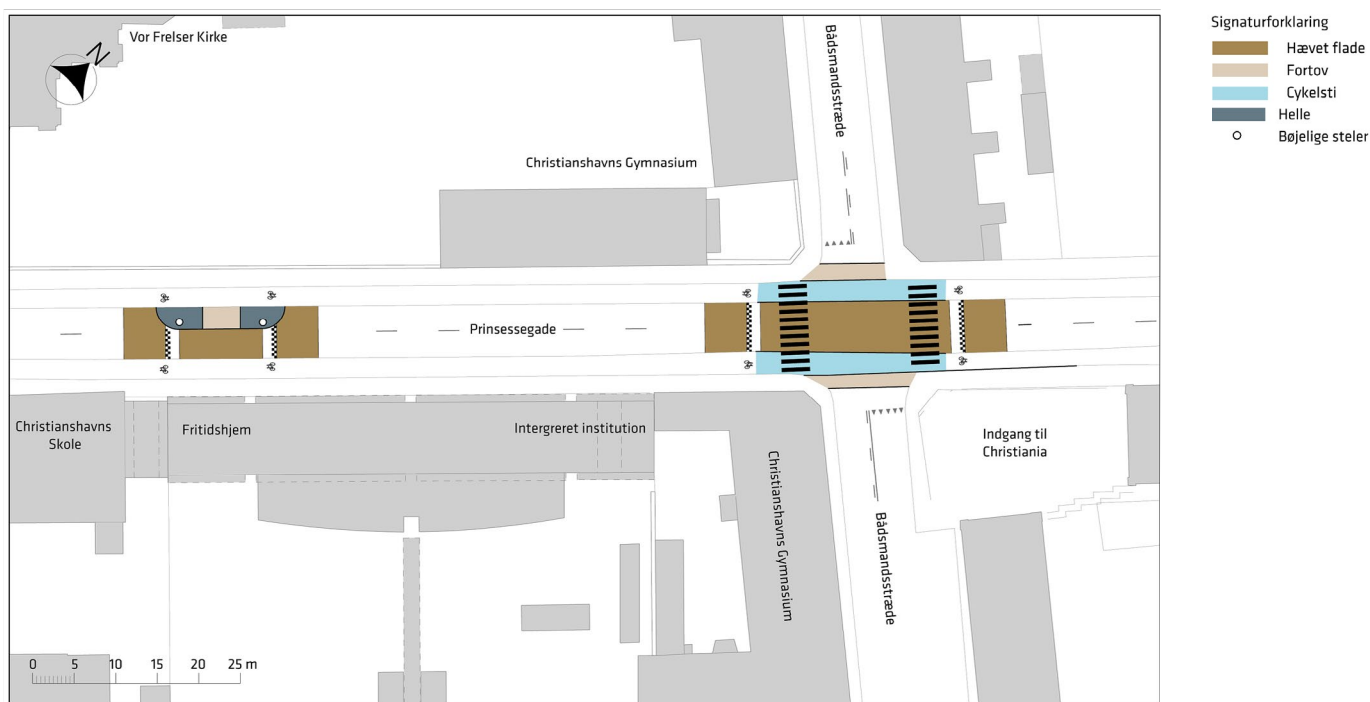 Vor Frelser Kirke
N
Bådsmandsstræde
Christianshavns Gymnasium
Prinsessegade
Christianshavns
Skole
Fritidshjem
Intergreret institution
Christianshavns Gymnasium
Bådsmandsstræde
Indgang til
Christiania
0 5 10 15 20 25 m
Signaturforklaring
Hævet flade
Fortov
Cykelsti
Helle
Bøjelige steler